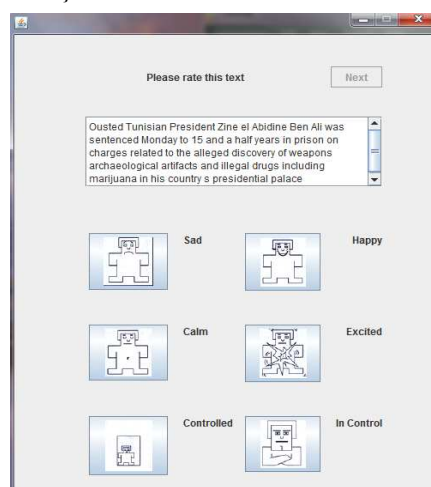 Please rate this text
Next
Ousted Tunisian President Zine el Abidine Ben Ali was
sentenced Monday to 15 and a half years in prison on
charges related to the alleged discovery of weapons
archaeological artifacts and illegal drugs including
marijuana in his country s presidential palace
Sad
Happy
Calm
Excited
Controlled
In Control